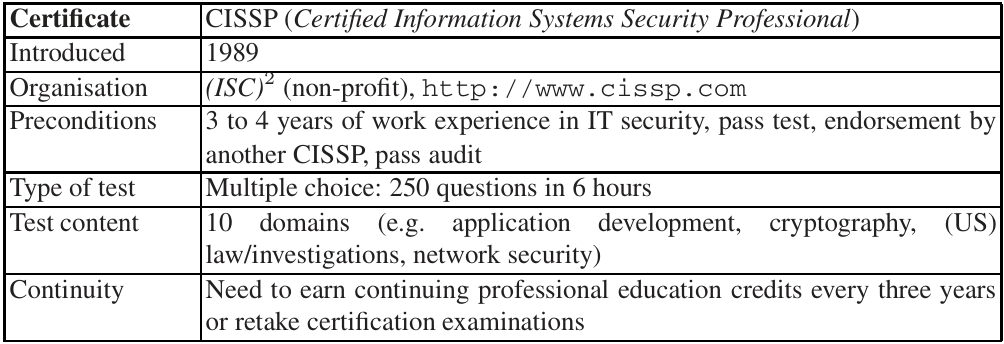 Certificate CISSP (Certified Information Systems Security Professional)
Introduced 1989
Organisation (ISC)² (non-profit), http://www.cissp.com
Preconditions 3 to 4 years of work experience in IT security, pass test, endorsement by
another CISSP, pass audit
Type of test Multiple choice: 250 questions in 6 hours
Test content 10 domains (e.g. application development, cryptography, (US)
law/investigations, network security)
Continuity Need to earn continuing professional education credits every three years
or retake certification examinations